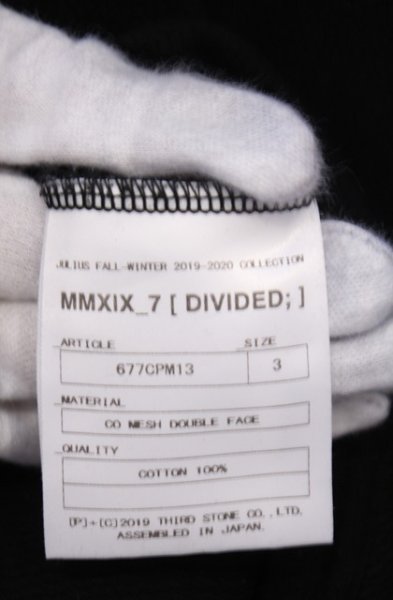 JULIUS FALL-WINTER 2019-2020 COLLECTION
MMXIX_7 [ DIVIDED; ]
ARTICLE SIZE
677CPM13 3
MATERIAL
CO MESH DOUBLE FACE
QUALITY
COTTON 100%
[P]+[C]2019 THIRD STONE CO.,LTD.
ASSEMBLED IN JAPAN.